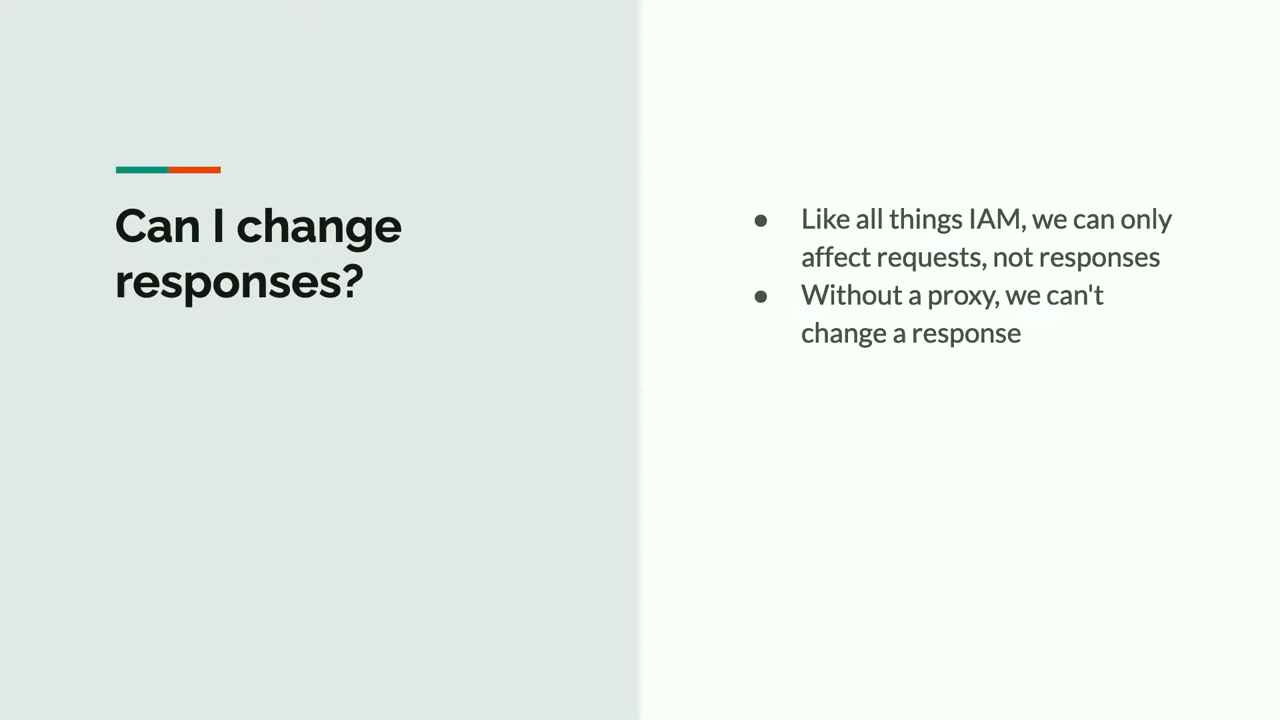 Can I change
responses?
● Like all things IAM, we can only
affect requests, not responses
● Without a proxy, we can't
change a response